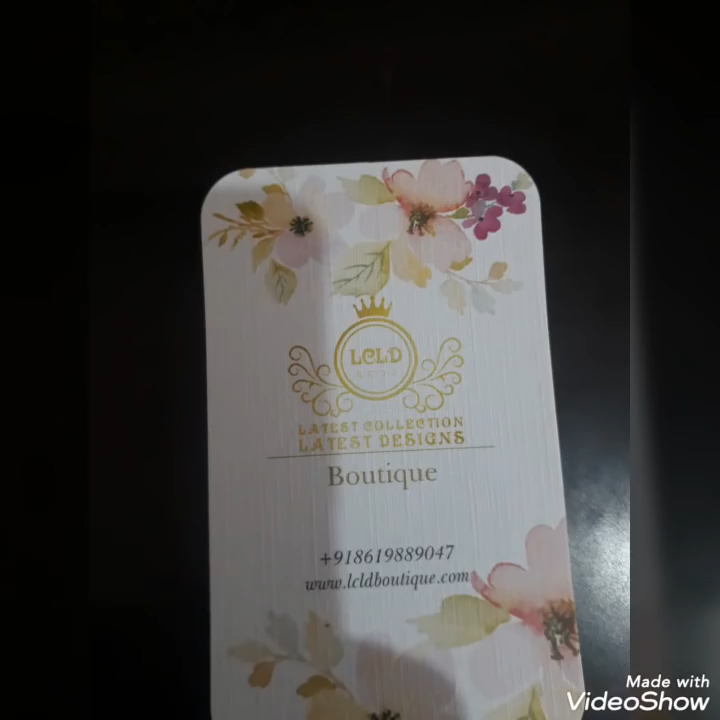 LCLD
LATEST COLLECTION
LATEST DESIGNS
Boutique
+918619889047
www.lcldboutique.com
Made with
VideoShow